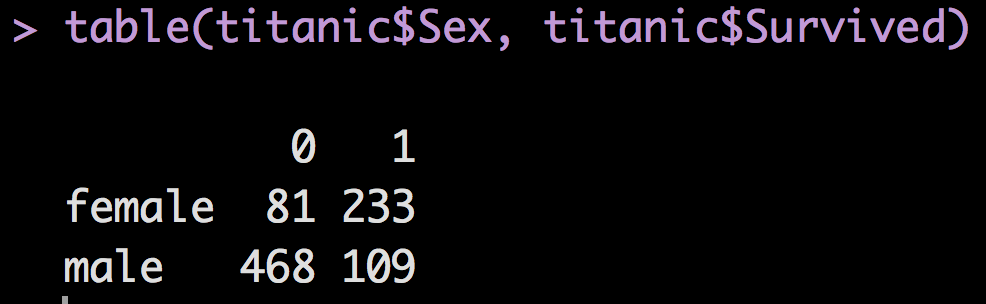 > table(titanic$Sex, titanic$Survived)
0 1
female 81 233
male 468 109